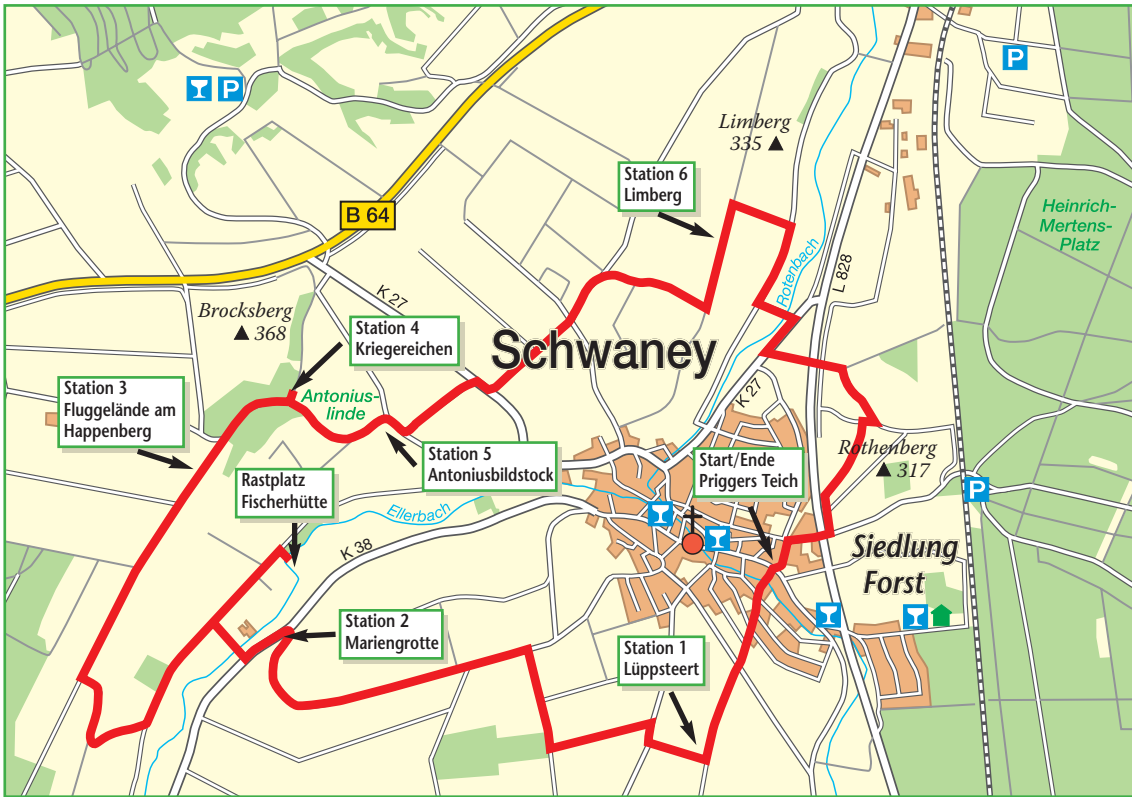 P
P
Limberg
335
Station 6
Limberg
B 64
Heinrich-
Mertens-
Platz
Rotenbach
L 828
K 27
Brocksberg
368
Station 4
Kriegereichen
Schwaney
Station 3
Fluggelände am
Happenberg
Antonius-
linde
K 27
Station 5
Antoniusbildstock
Rothenberg
317
Start/Ende
Priggers Teich
Rastplatz
Fischerhütte
P
Ellerbach
K 38
Siedlung
Forst
Station 2
Mariengrotte
Station 1
Lüppsteert